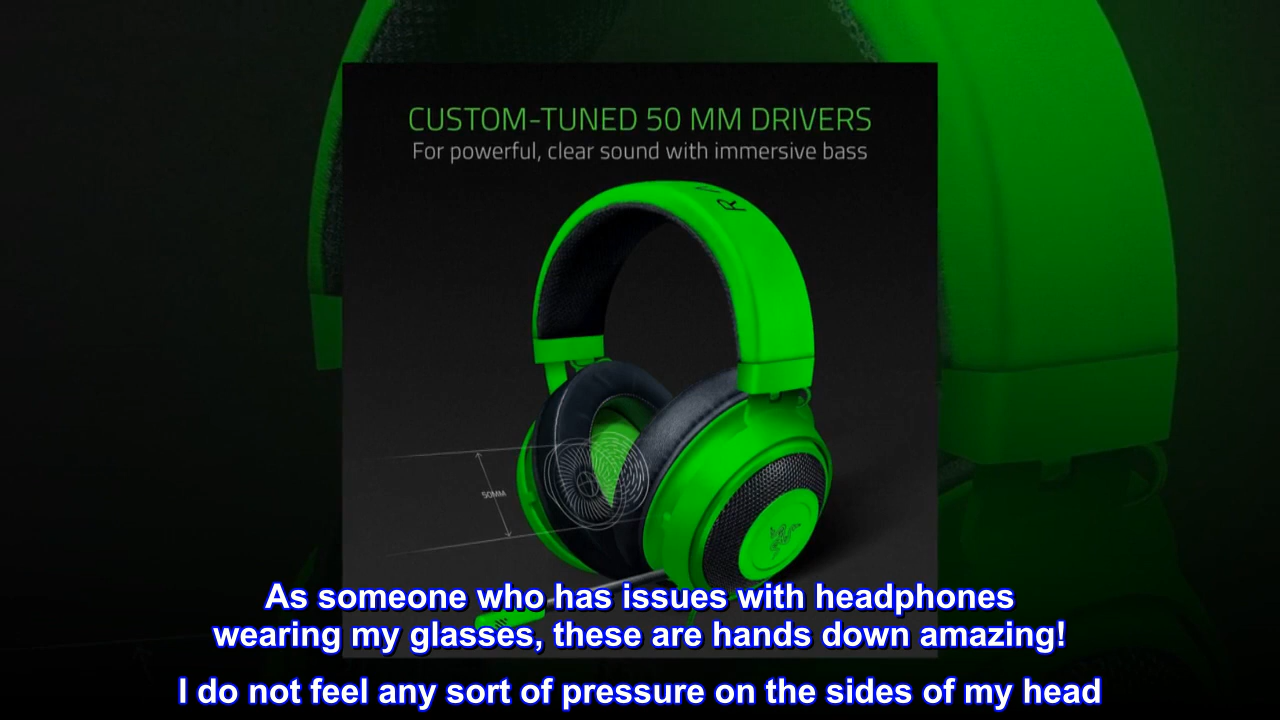 CUSTOM-TUNED 50 MM DRIVERS
For powerful, clear sound with immersive bass
50MM
As someone who has issues with headphones
wearing my glasses, these are hands down amazing!
I do not feel any sort of pressure on the sides of my head